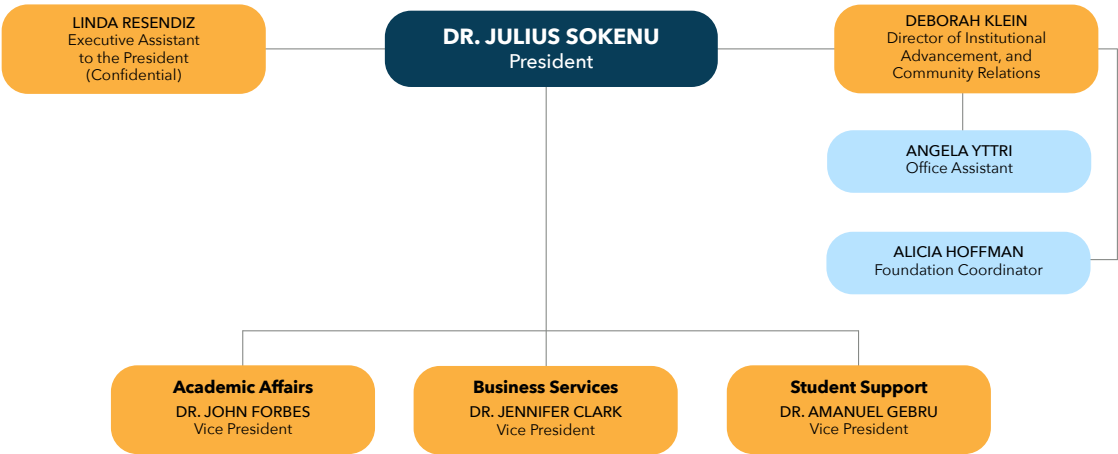 LINDA RESENDIZ
Executive Assistant
to the President
(Confidential)
DR. JULIUS SOKENU
President
DEBORAH KLEIN
Director of Institutional
Advancement, and
Community Relations
ANGELA YTTRI
Office Assistant
ALICIA HOFFMAN
Foundation Coordinator
Academic Affairs
DR. JOHN FORBES
Vice President
Business Services
DR. JENNIFER CLARK
Vice President
Student Support
DR. AMANUEL GEBRU
Vice President